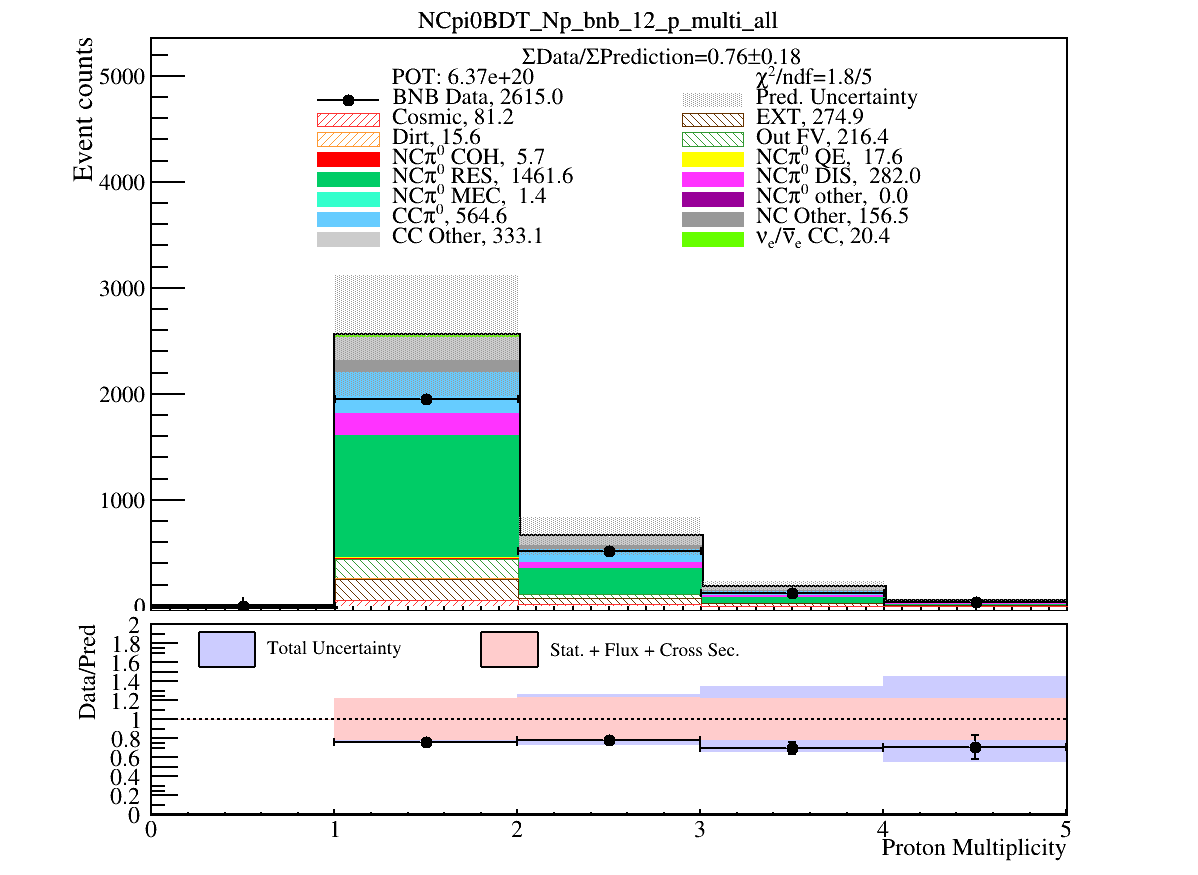 NCpi0BDT_Np_bnb_12_p_multi_all
ΣData/ΣPrediction=0.76±0.18
POT: 6.37e+20
χ²/ndf=1.8/5
BNB Data, 2615.0
Pred. Uncertainty
Cosmic, 81.2
EXT, 274.9
Dirt, 15.6
Out FV, 216.4
NCπ⁰ COH, 5.7
NCπ⁰ QE, 17.6
NCπ⁰ RES, 1461.6
NCπ⁰ DIS, 282.0
NCπ⁰ MEC, 1.4
NCπ⁰ other, 0.0
CCπ⁰, 564.6
NC Other, 156.5
CC Other, 333.1
νₑ/ν̅ₑ CC, 20.4
Event counts
5000
4000
3000
2000
1000
0
Data/Pred
2
1.8
1.6
1.4
1.2
1
0.8
0.6
0.4
0.2
0
Total Uncertainty
Stat. + Flux + Cross Sec.
0 1 2 3 4 5
Proton Multiplicity